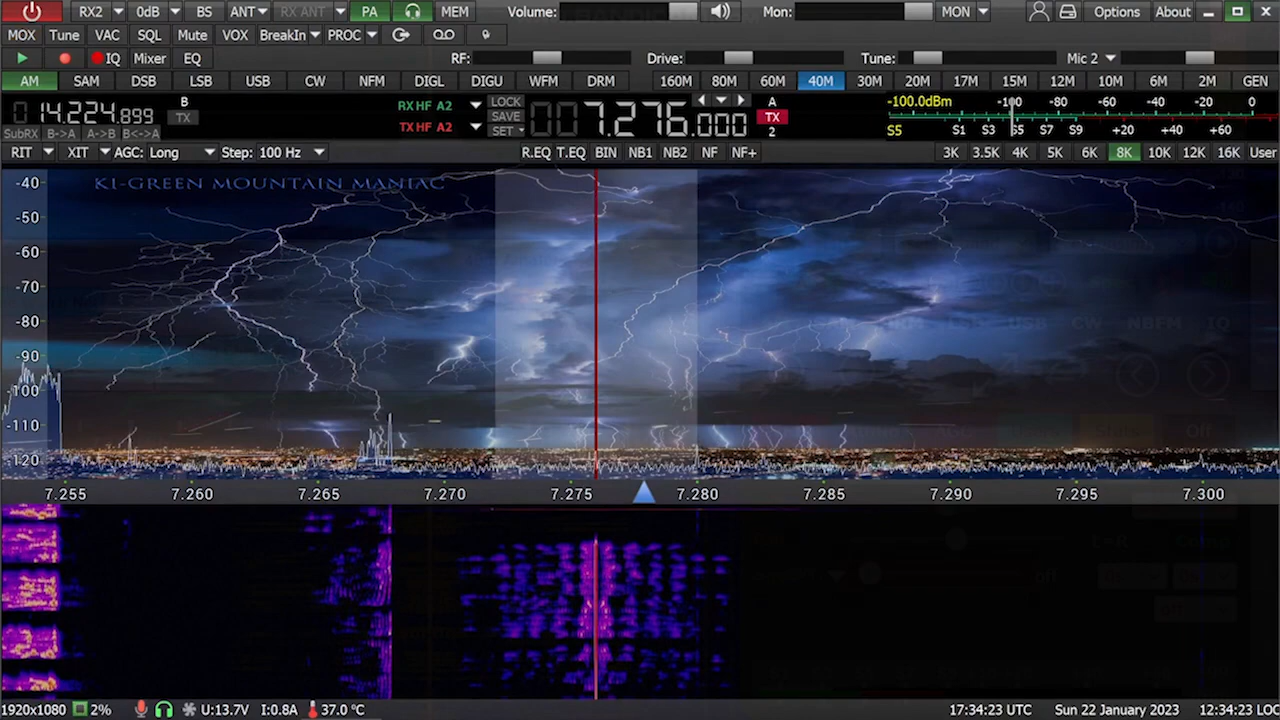 RX2 0dB BS ANT RX ANT PA MEM Volume: Mon: MON Options About
MOX Tune VAC SQL Mute VOX BreakIn PROC
IQ Mixer EQ RF: Drive: Tune: Mic 2
AM SAM DSB LSB USB CW NFM DIGL DIGU WFM DRM 160M 80M 60M 40M 30M 20M 17M 15M 12M 10M 6M 2M GEN
14.224.899 B TX RX HF A2 TX HF A2 LOCK SAVE SET 7.276.000 A TX 2 -100.0dBm S5 -100 -80 -60 -40 -20 0
S1 S3 S5 S7 S9 +20 +40 +60
SubRX B->A A->B B<->A
RIT XIT AGC: Long Step: 100 Hz R.EQ T.EQ BIN NB1 NB2 NF NF+ 3K 3.5K 4K 5K 6K 8K 10K 12K 16K User
K1-GREEN MOUNTAIN MANIAC
-40
-50
-60
-70
-80
-90
-100
-110
-120
7.255 7.260 7.265 7.270 7.275 7.280 7.285 7.290 7.295 7.300
1920x1080 2% U:13.7V I:0.8A 37.0 °C 17:34:23 UTC Sun 22 January 2023 12:34:23 LOC